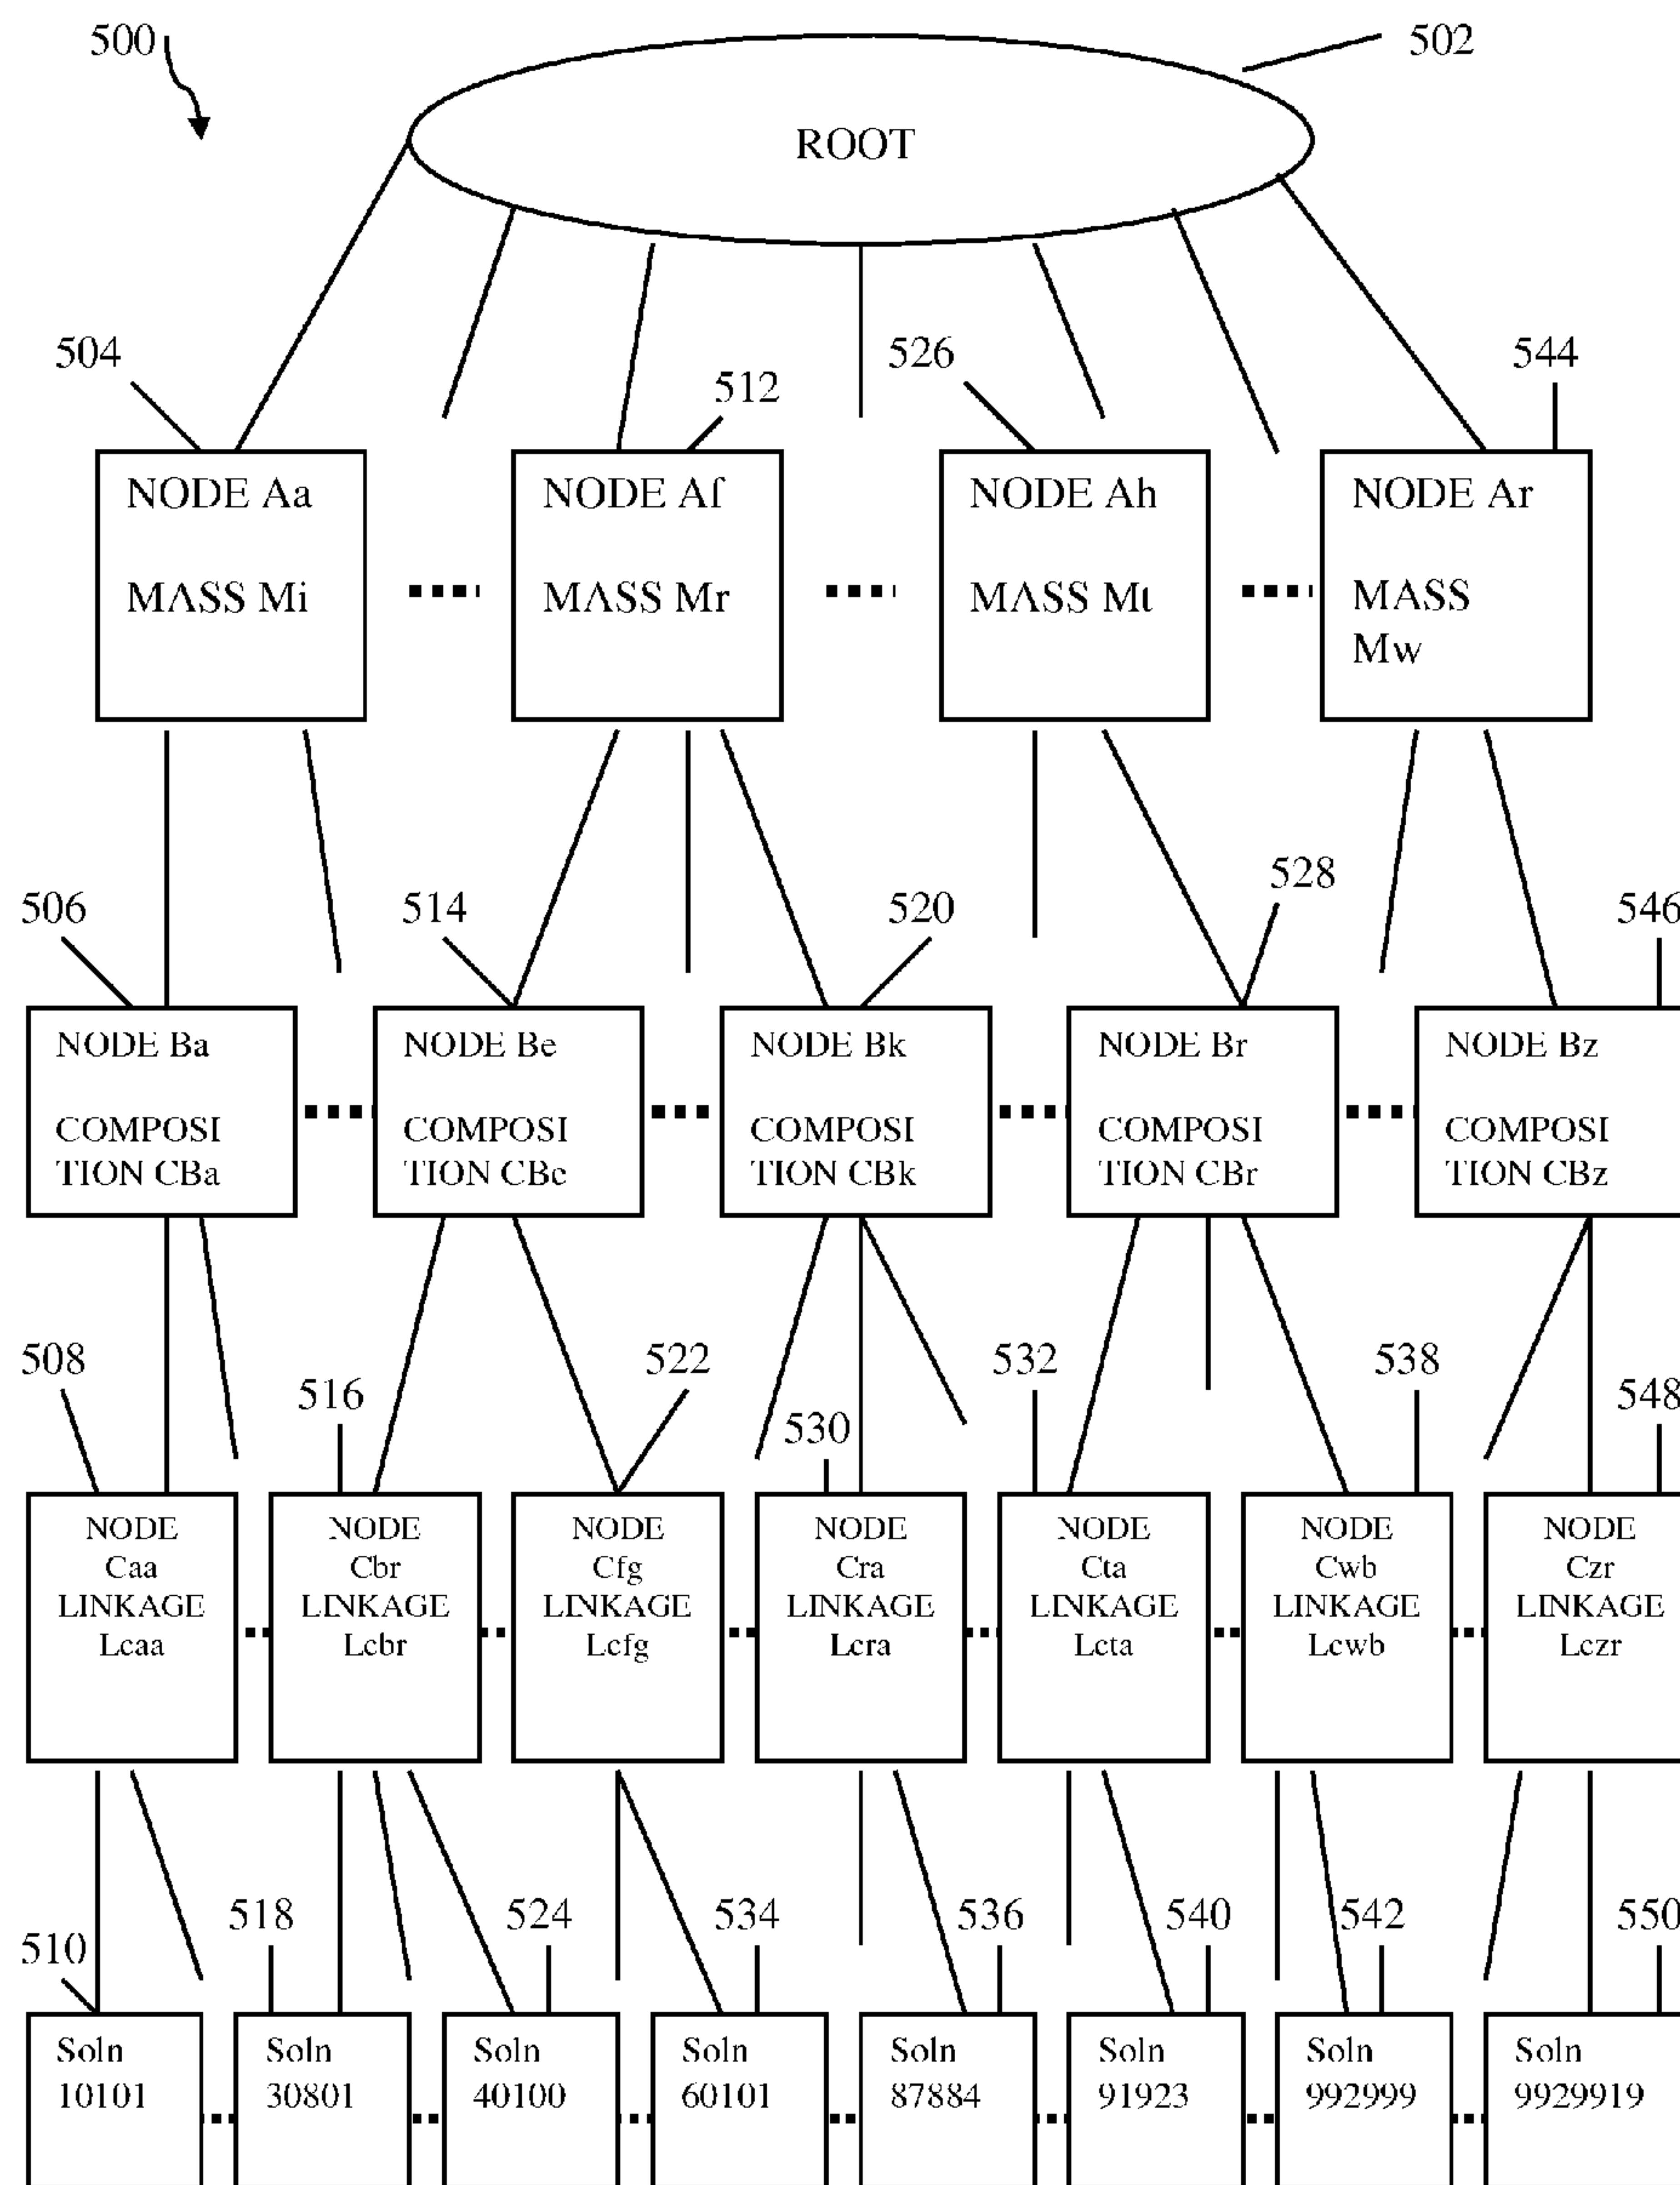 500
502
ROOT
504
512
526
544
NODE Aa
MASS Mi
NODE Af
MASS Mr
NODE Ah
MASS Mt
NODE Ar
MASS
Mw
506
514
520
528
546
NODE Ba
COMPOSI
TION CBa
NODE Be
COMPOSI
TION CBe
NODE Bk
COMPOSI
TION CBk
NODE Br
COMPOSI
TION CBr
NODE Bz
COMPOSI
TION CBz
508
516
522
530
532
538
548
NODE
Caa
LINKAGE
Lcaa
NODE
Cbr
LINKAGE
Lcbr
NODE
Cfg
LINKAGE
Lcfg
NODE
Cra
LINKAGE
Lcra
NODE
Cta
LINKAGE
Lcta
NODE
Cwb
LINKAGE
Lcwb
NODE
Czr
LINKAGE
Lczr
510
518
524
534
536
540
542
550
Soln
10101
Soln
30801
Soln
40100
Soln
60101
Soln
87884
Soln
91923
Soln
992999
Soln
9929919